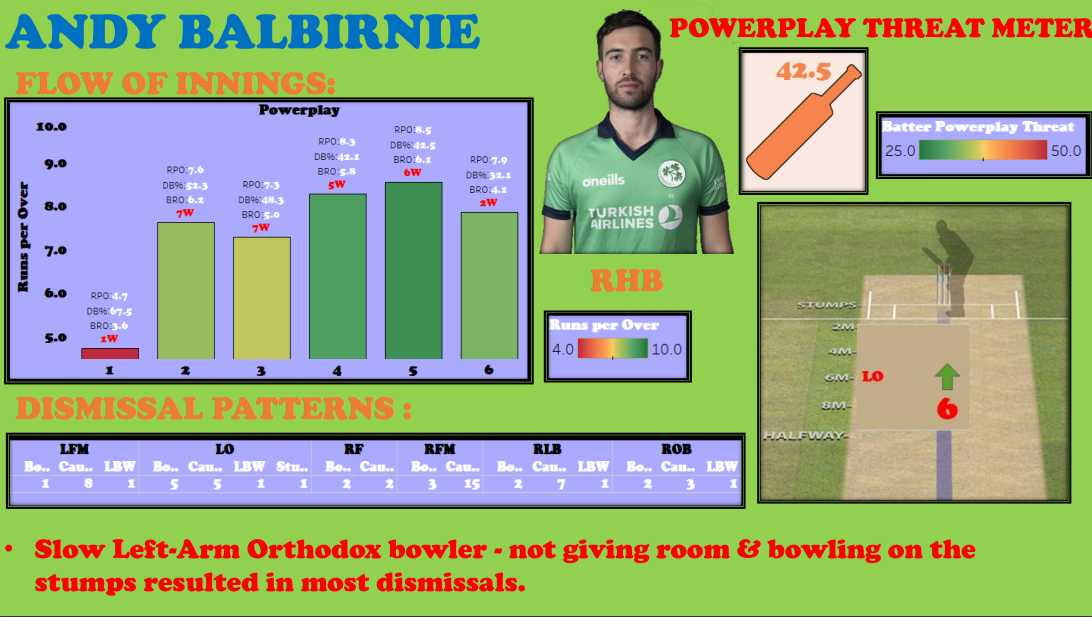 ANDY BALBIRNIE
POWERPLAY THREAT METER
FLOW OF INNINGS:
Powerplay
Runs per Over
10.0
9.0
8.0
7.0
6.0
5.0
RPO:4.7
DB%:67.5
BRO:3.6
1W
RPO:7.6
DB%:52.3
BRO:6.2
7W
RPO:7.3
DB%:48.3
BRO:5.0
7W
RPO:8.3
DB%:42.1
BRO:5.8
5W
RPO:8.5
DB%:42.5
BRO:6.1
6W
RPO:7.9
DB%:32.1
BRO:4.1
2W
1 2 3 4 5 6
o'neills
TURKISH
AIRLINES
RHB
Runs per Over
4.0 10.0
42.5
Batter Powerplay Threat
25.0 50.0
STUMPS
2M
4M
6M
LO
8M
6
HALFWAY
DISMISSAL PATTERNS :
LFM LO RF RFM RLB ROB
Bo.. Cau.. LBW Bo.. Cau.. LBW Stu.. Bo.. Cau.. Bo.. Cau.. Bo.. Cau.. LBW Bo.. Cau.. LBW
1 8 1 5 5 1 1 2 2 3 15 2 7 1 2 3 1
• Slow Left-Arm Orthodox bowler - not giving room & bowling on the
stumps resulted in most dismissals.